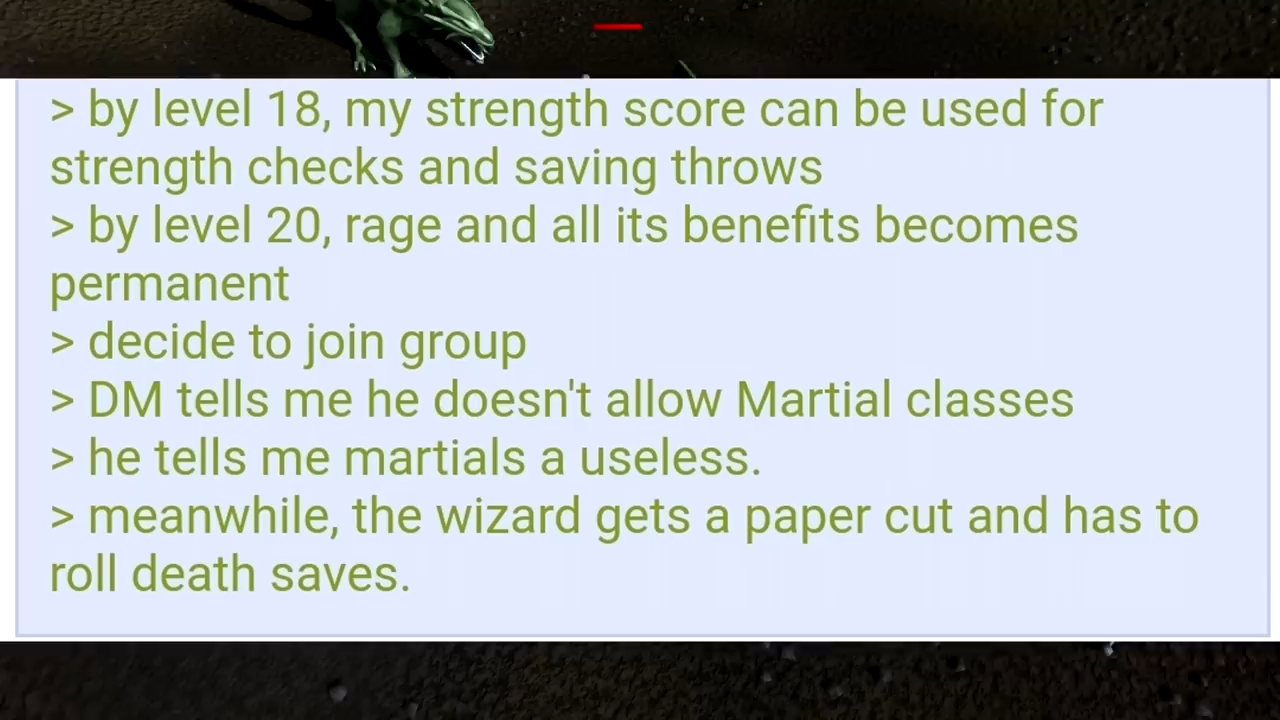 > by level 18, my strength score can be used for
strength checks and saving throws
> by level 20, rage and all its benefits becomes
permanent
> decide to join group
> DM tells me he doesn't allow Martial classes
> he tells me martials a useless.
> meanwhile, the wizard gets a paper cut and has to
roll death saves.